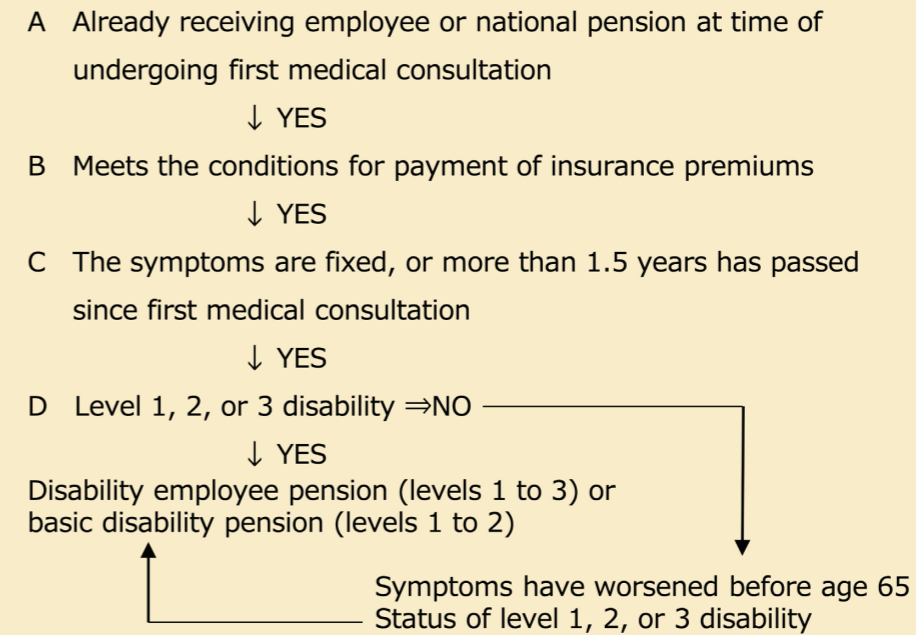 A Already receiving employee or national pension at time of
undergoing first medical consultation
↓ YES
B Meets the conditions for payment of insurance premiums
↓ YES
C The symptoms are fixed, or more than 1.5 years has passed
since first medical consultation
↓ YES
D Level 1, 2, or 3 disability ⇒NO
↓ YES
Disability employee pension (levels 1 to 3) or
basic disability pension (levels 1 to 2)
Symptoms have worsened before age 65
Status of level 1, 2, or 3 disability